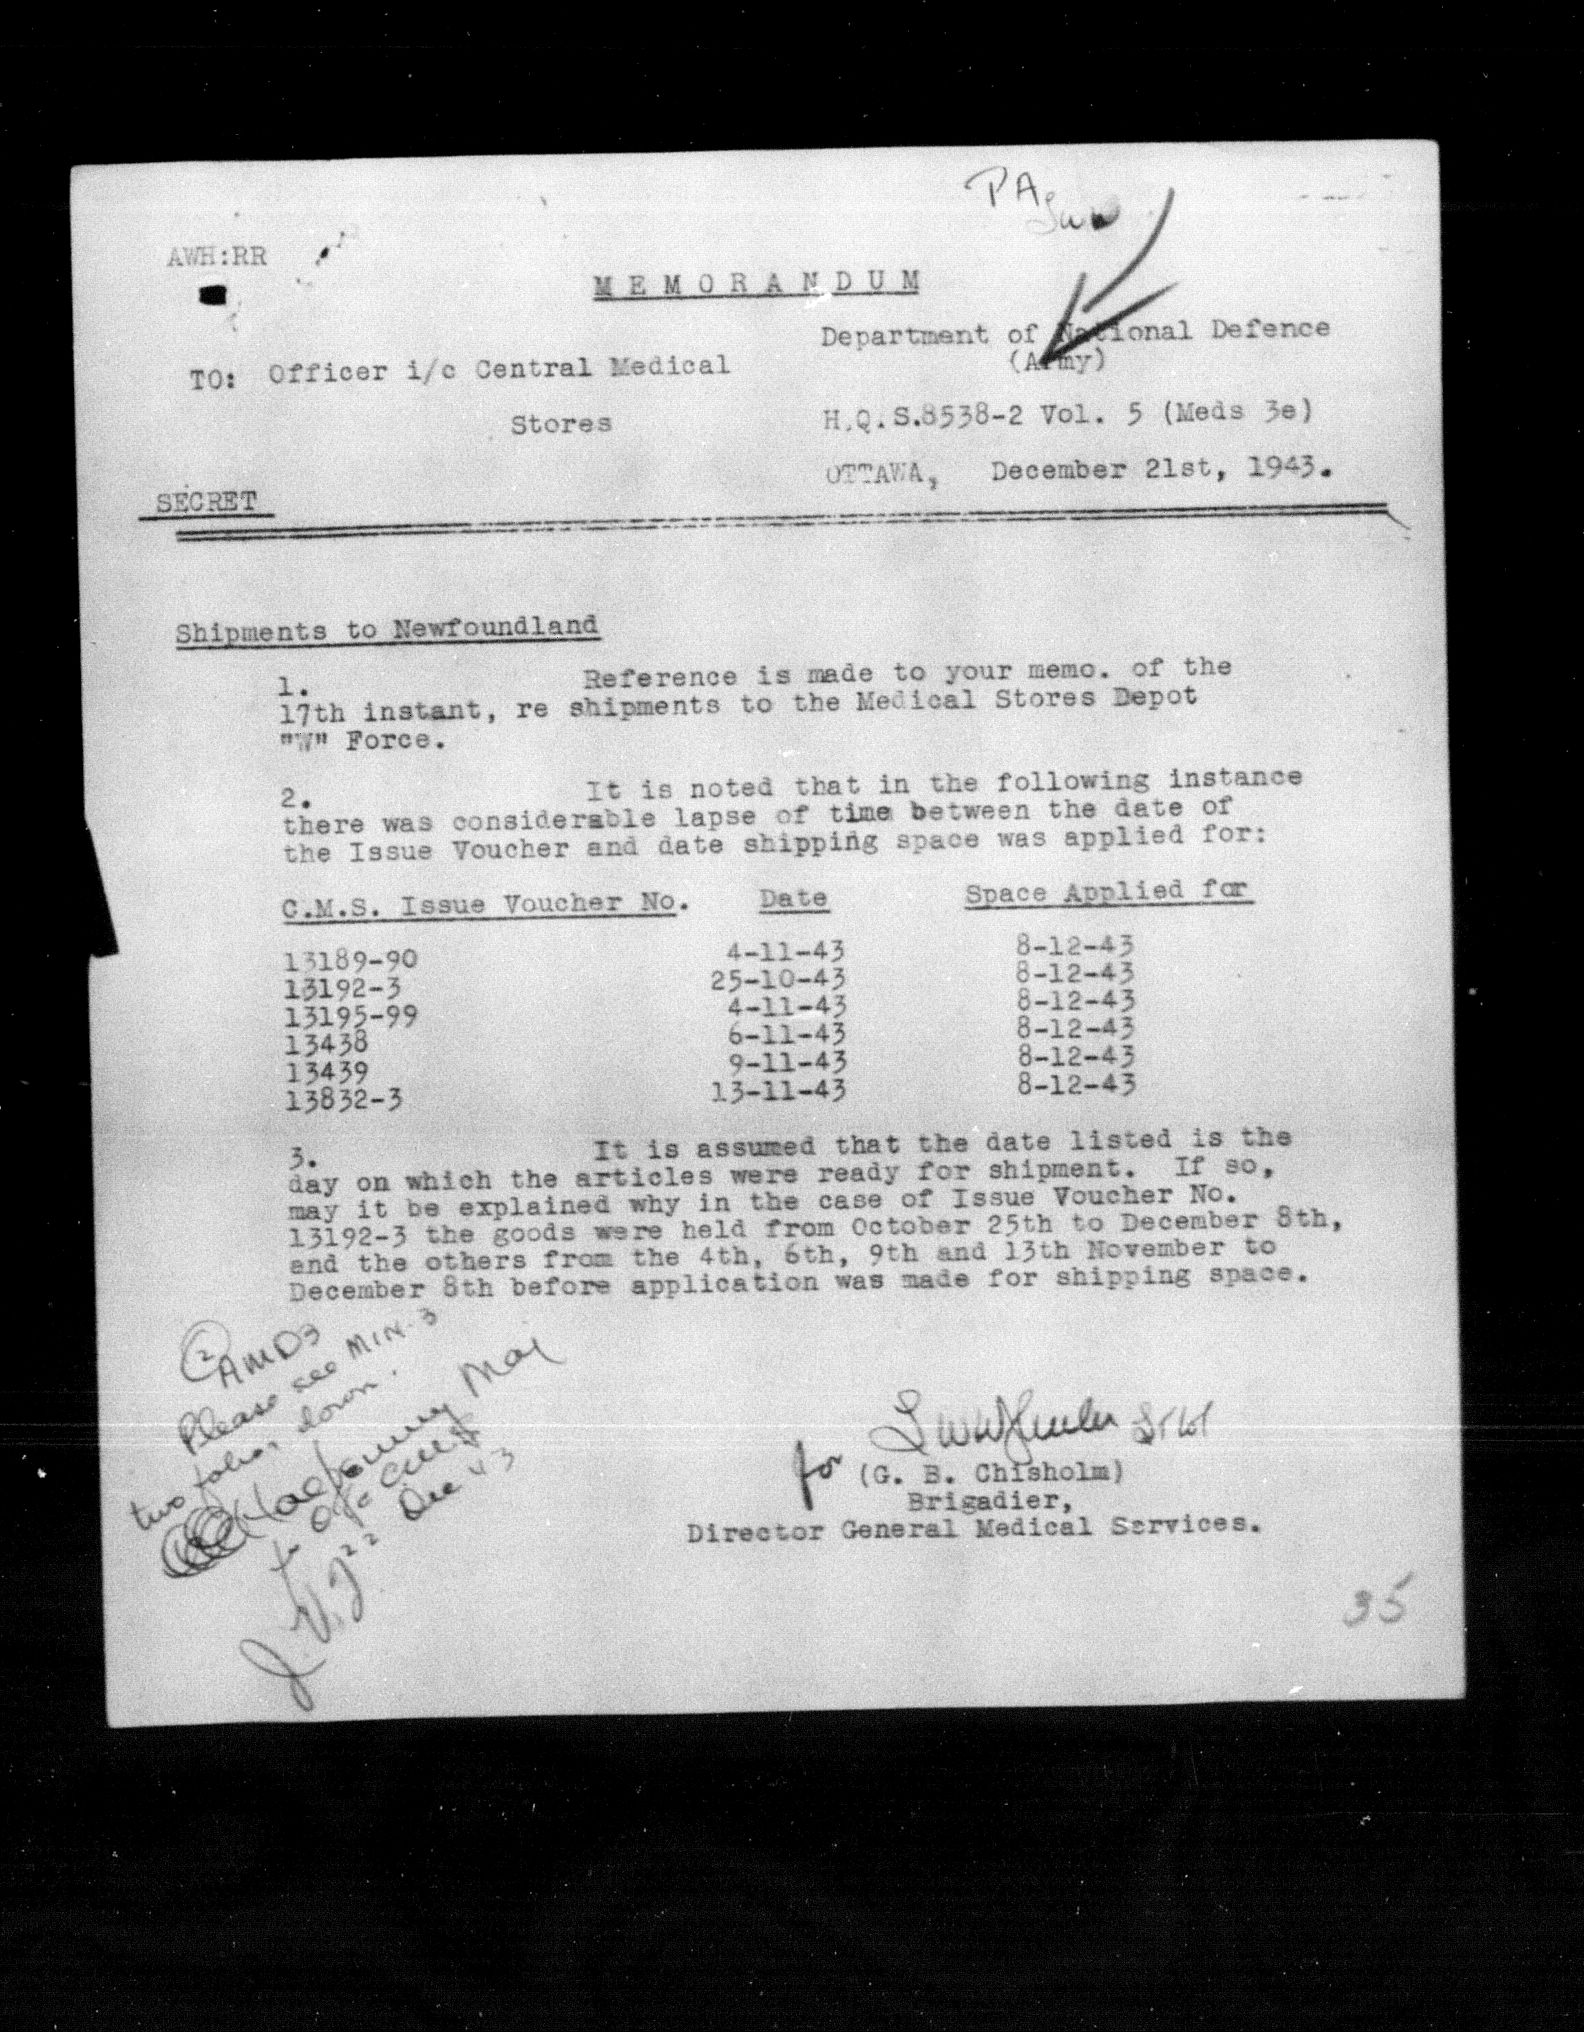 PA
AWH:RR
MEMORANDUM
Department of National Defence
(Army)
TO: Officer i/c Central Medical
Stores
H.Q.S.8538-2 Vol. 5 (Meds 3e)
OTTAWA, December 21st, 1943.
SECRET
Shipments to Newfoundland
1. Reference is made to your memo. of the
17th instant, re shipments to the Medical Stores Depot
"W" Force.
2. It is noted that in the following instance
there was considerable lapse of time between the date of
the Issue Voucher and date shipping space was applied for:
C.M.S. Issue Voucher No. Date Space Applied for
13189-90 4-11-43 8-12-43
13192-3 25-10-43 8-12-43
13195-99 4-11-43 8-12-43
13438 6-11-43 8-12-43
13439 9-11-43 8-12-43
13832-3 13-11-43 8-12-43
3. It is assumed that the date listed is the
day on which the articles were ready for shipment. If so,
may it be explained why in the case of Issue Voucher No.
13192-3 the goods were held from October 25th to December 8th,
and the others from the 4th, 6th, 9th and 13th November to
December 8th before application was made for shipping space.
2 AMD3
Please see MIN. 3
two folios down.
Maj
22 Dec 43
for
(G. B. Chisholm)
Brigadier,
Director General Medical Services.
35